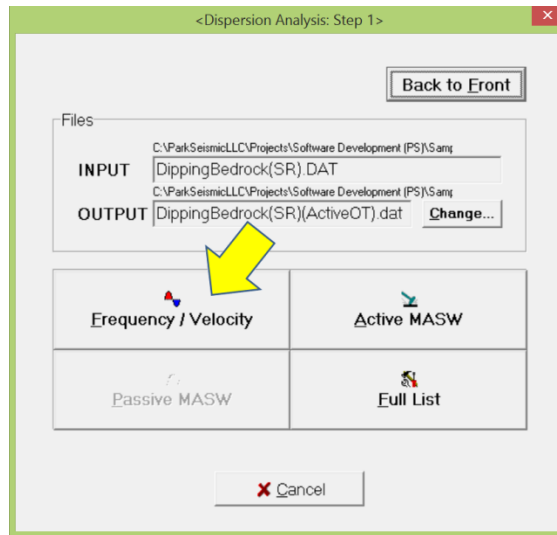 <Dispersion Analysis: Step 1>
Back to Front
Files
C:\ParkSeismicLLC\Projects\Software Development (PS)\Samp
INPUT DippingBedrock(SR).DAT
C:\ParkSeismicLLC\Projects\Software Development (PS)\Samp
OUTPUT DippingBedrock(SR)(ActiveOT).dat Change...
Frequency / Velocity Active MASW
Passive MASW Full List
Cancel